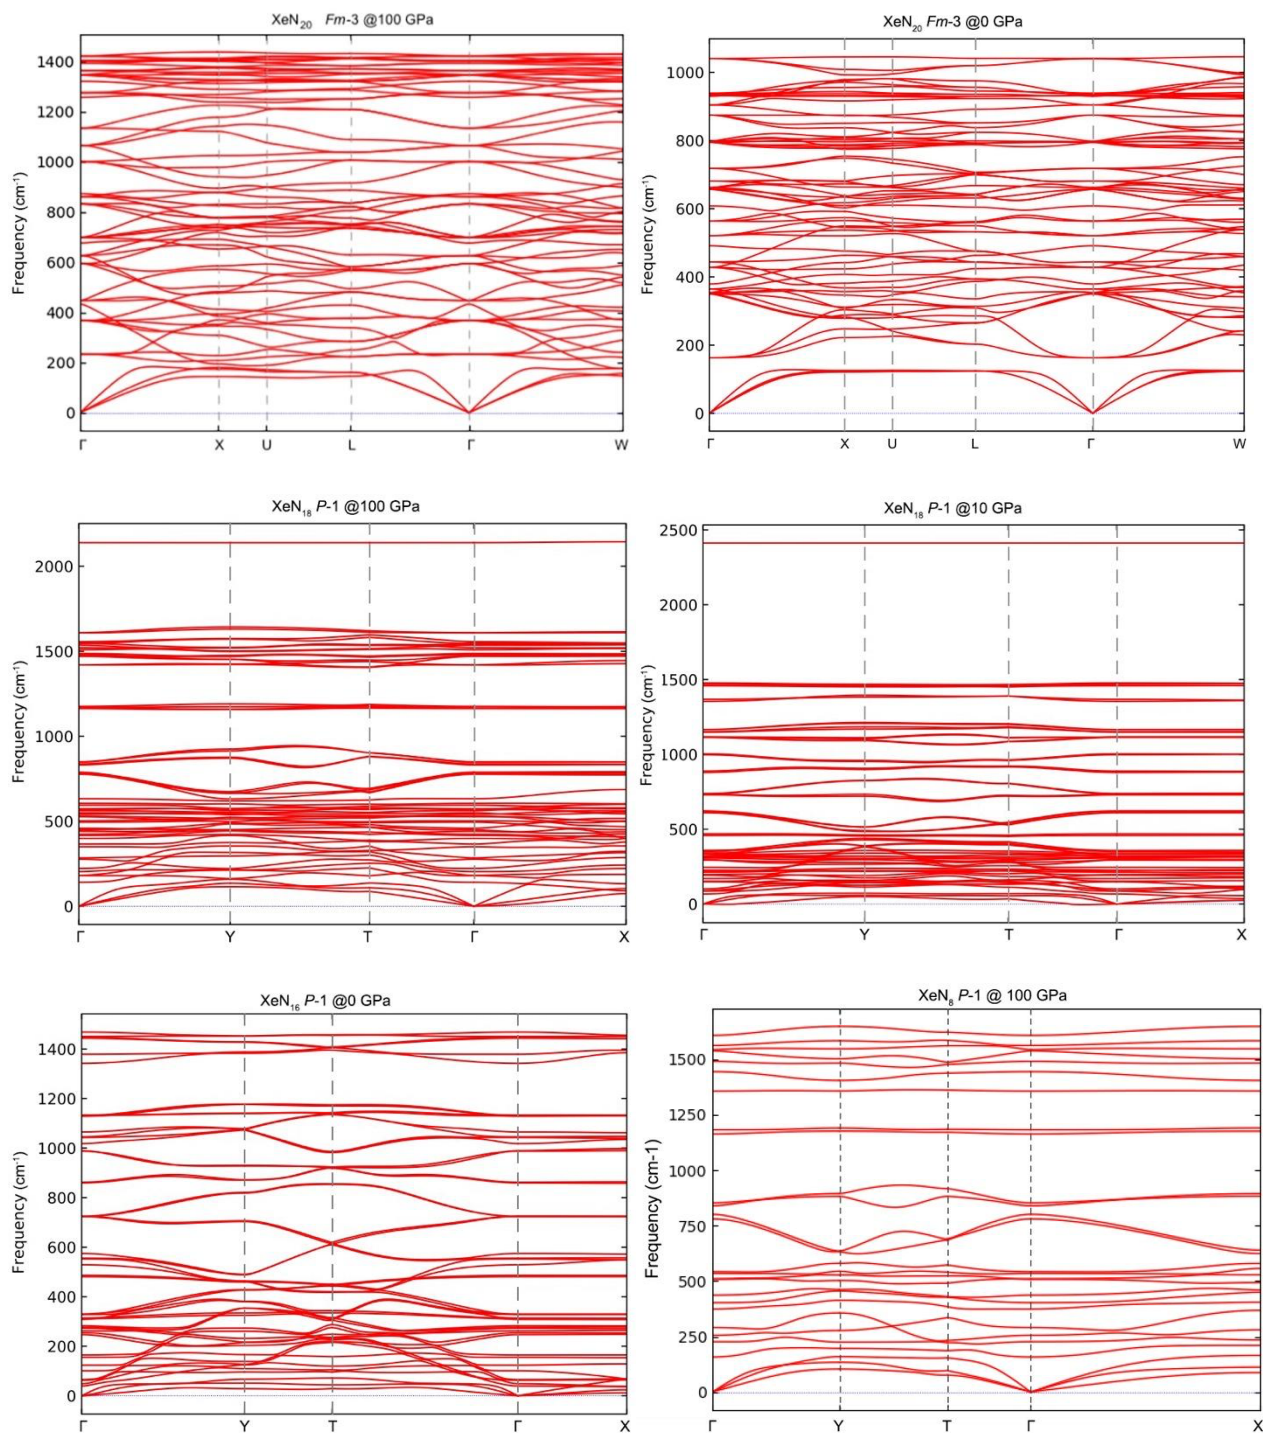 XeN₂₀ Fm-3 @100 GPa
Frequency (cm⁻¹)
1400
1200
1000
800
600
400
200
0
Γ X U L Γ W
XeN₂₀ Fm-3 @0 GPa
Frequency (cm⁻¹)
1000
800
600
400
200
0
Γ X U L Γ W
XeN₁₈ P-1 @100 GPa
Frequency (cm⁻¹)
2000
1500
1000
500
0
Γ Y T Γ X
XeN₁₈ P-1 @10 GPa
Frequency (cm⁻¹)
2500
2000
1500
1000
500
0
Γ Y T Γ X
XeN₁₆ P-1 @0 GPa
Frequency (cm⁻¹)
1400
1200
1000
800
600
400
200
0
Γ Y T Γ X
XeN₈ P-1 @ 100 GPa
Frequency (cm-1)
1500
1250
1000
750
500
250
0
Γ Y T Γ X